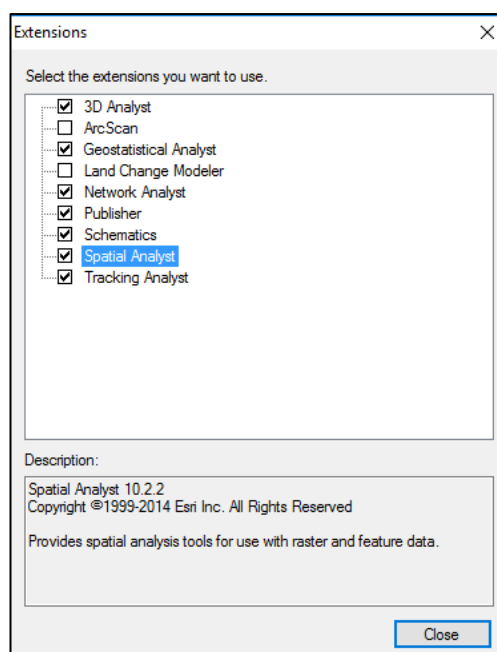 Extensions
Select the extensions you want to use.
3D Analyst
ArcScan
Geostatistical Analyst
Land Change Modeler
Network Analyst
Publisher
Schematics
Spatial Analyst
Tracking Analyst
Description:
Spatial Analyst 10.2.2
Copyright ©1999-2014 Esri Inc. All Rights Reserved
Provides spatial analysis tools for use with raster and feature data.
Close